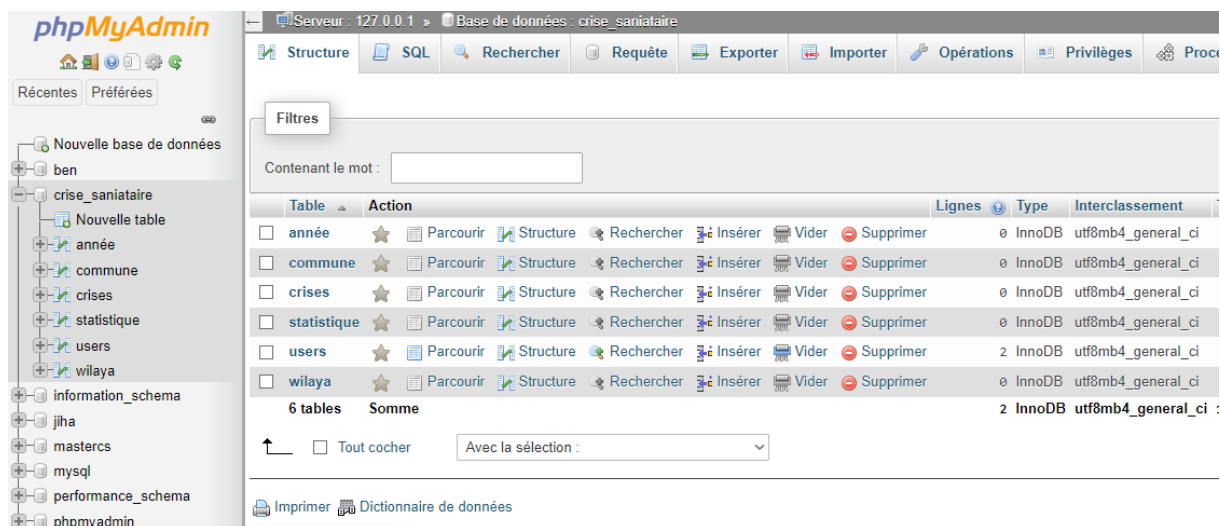 phpMyAdmin
Récentes Préférées
Nouvelle base de données
ben
crise_saniataire
Nouvelle table
année
commune
crises
statistique
users
wilaya
information_schema
jiha
mastercs
mysql
performance_schema
phpmyadmin
Serveur : 127.0.0.1 » Base de données : crise_saniataire
Structure SQL Rechercher Requête Exporter Importer Opérations Privilèges Procé
Filtres
Contenant le mot :
Table Action Lignes Type Interclassement
année Parcourir Structure Rechercher Insérer Vider Supprimer 0 InnoDB utf8mb4_general_ci
commune Parcourir Structure Rechercher Insérer Vider Supprimer 0 InnoDB utf8mb4_general_ci
crises Parcourir Structure Rechercher Insérer Vider Supprimer 0 InnoDB utf8mb4_general_ci
statistique Parcourir Structure Rechercher Insérer Vider Supprimer 0 InnoDB utf8mb4_general_ci
users Parcourir Structure Rechercher Insérer Vider Supprimer 2 InnoDB utf8mb4_general_ci
wilaya Parcourir Structure Rechercher Insérer Vider Supprimer 0 InnoDB utf8mb4_general_ci
6 tables Somme 2 InnoDB utf8mb4_general_ci
Tout cocher Avec la sélection :
Imprimer Dictionnaire de données